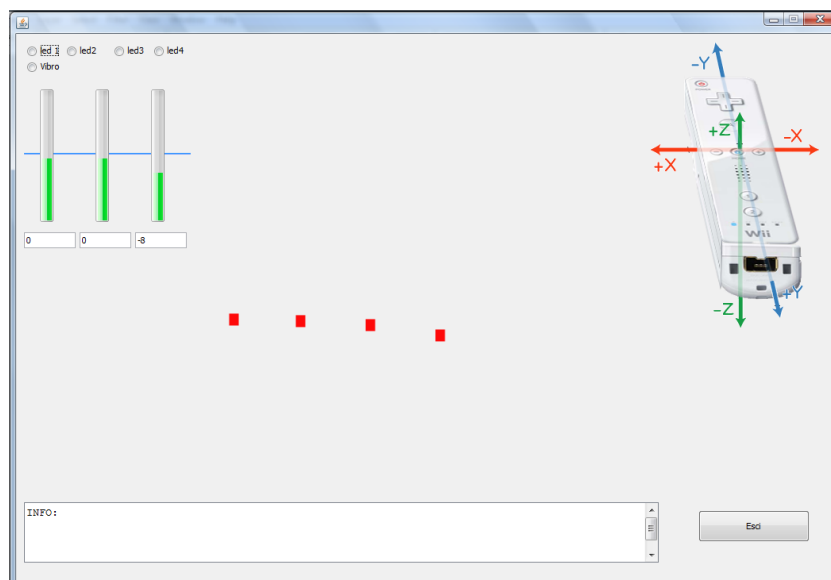 led 1 led2 led3 led4
Vibro
-Y
+Z
-X
+X
Wii
+Y
-Z
0 0 -8
INFO:
Esci